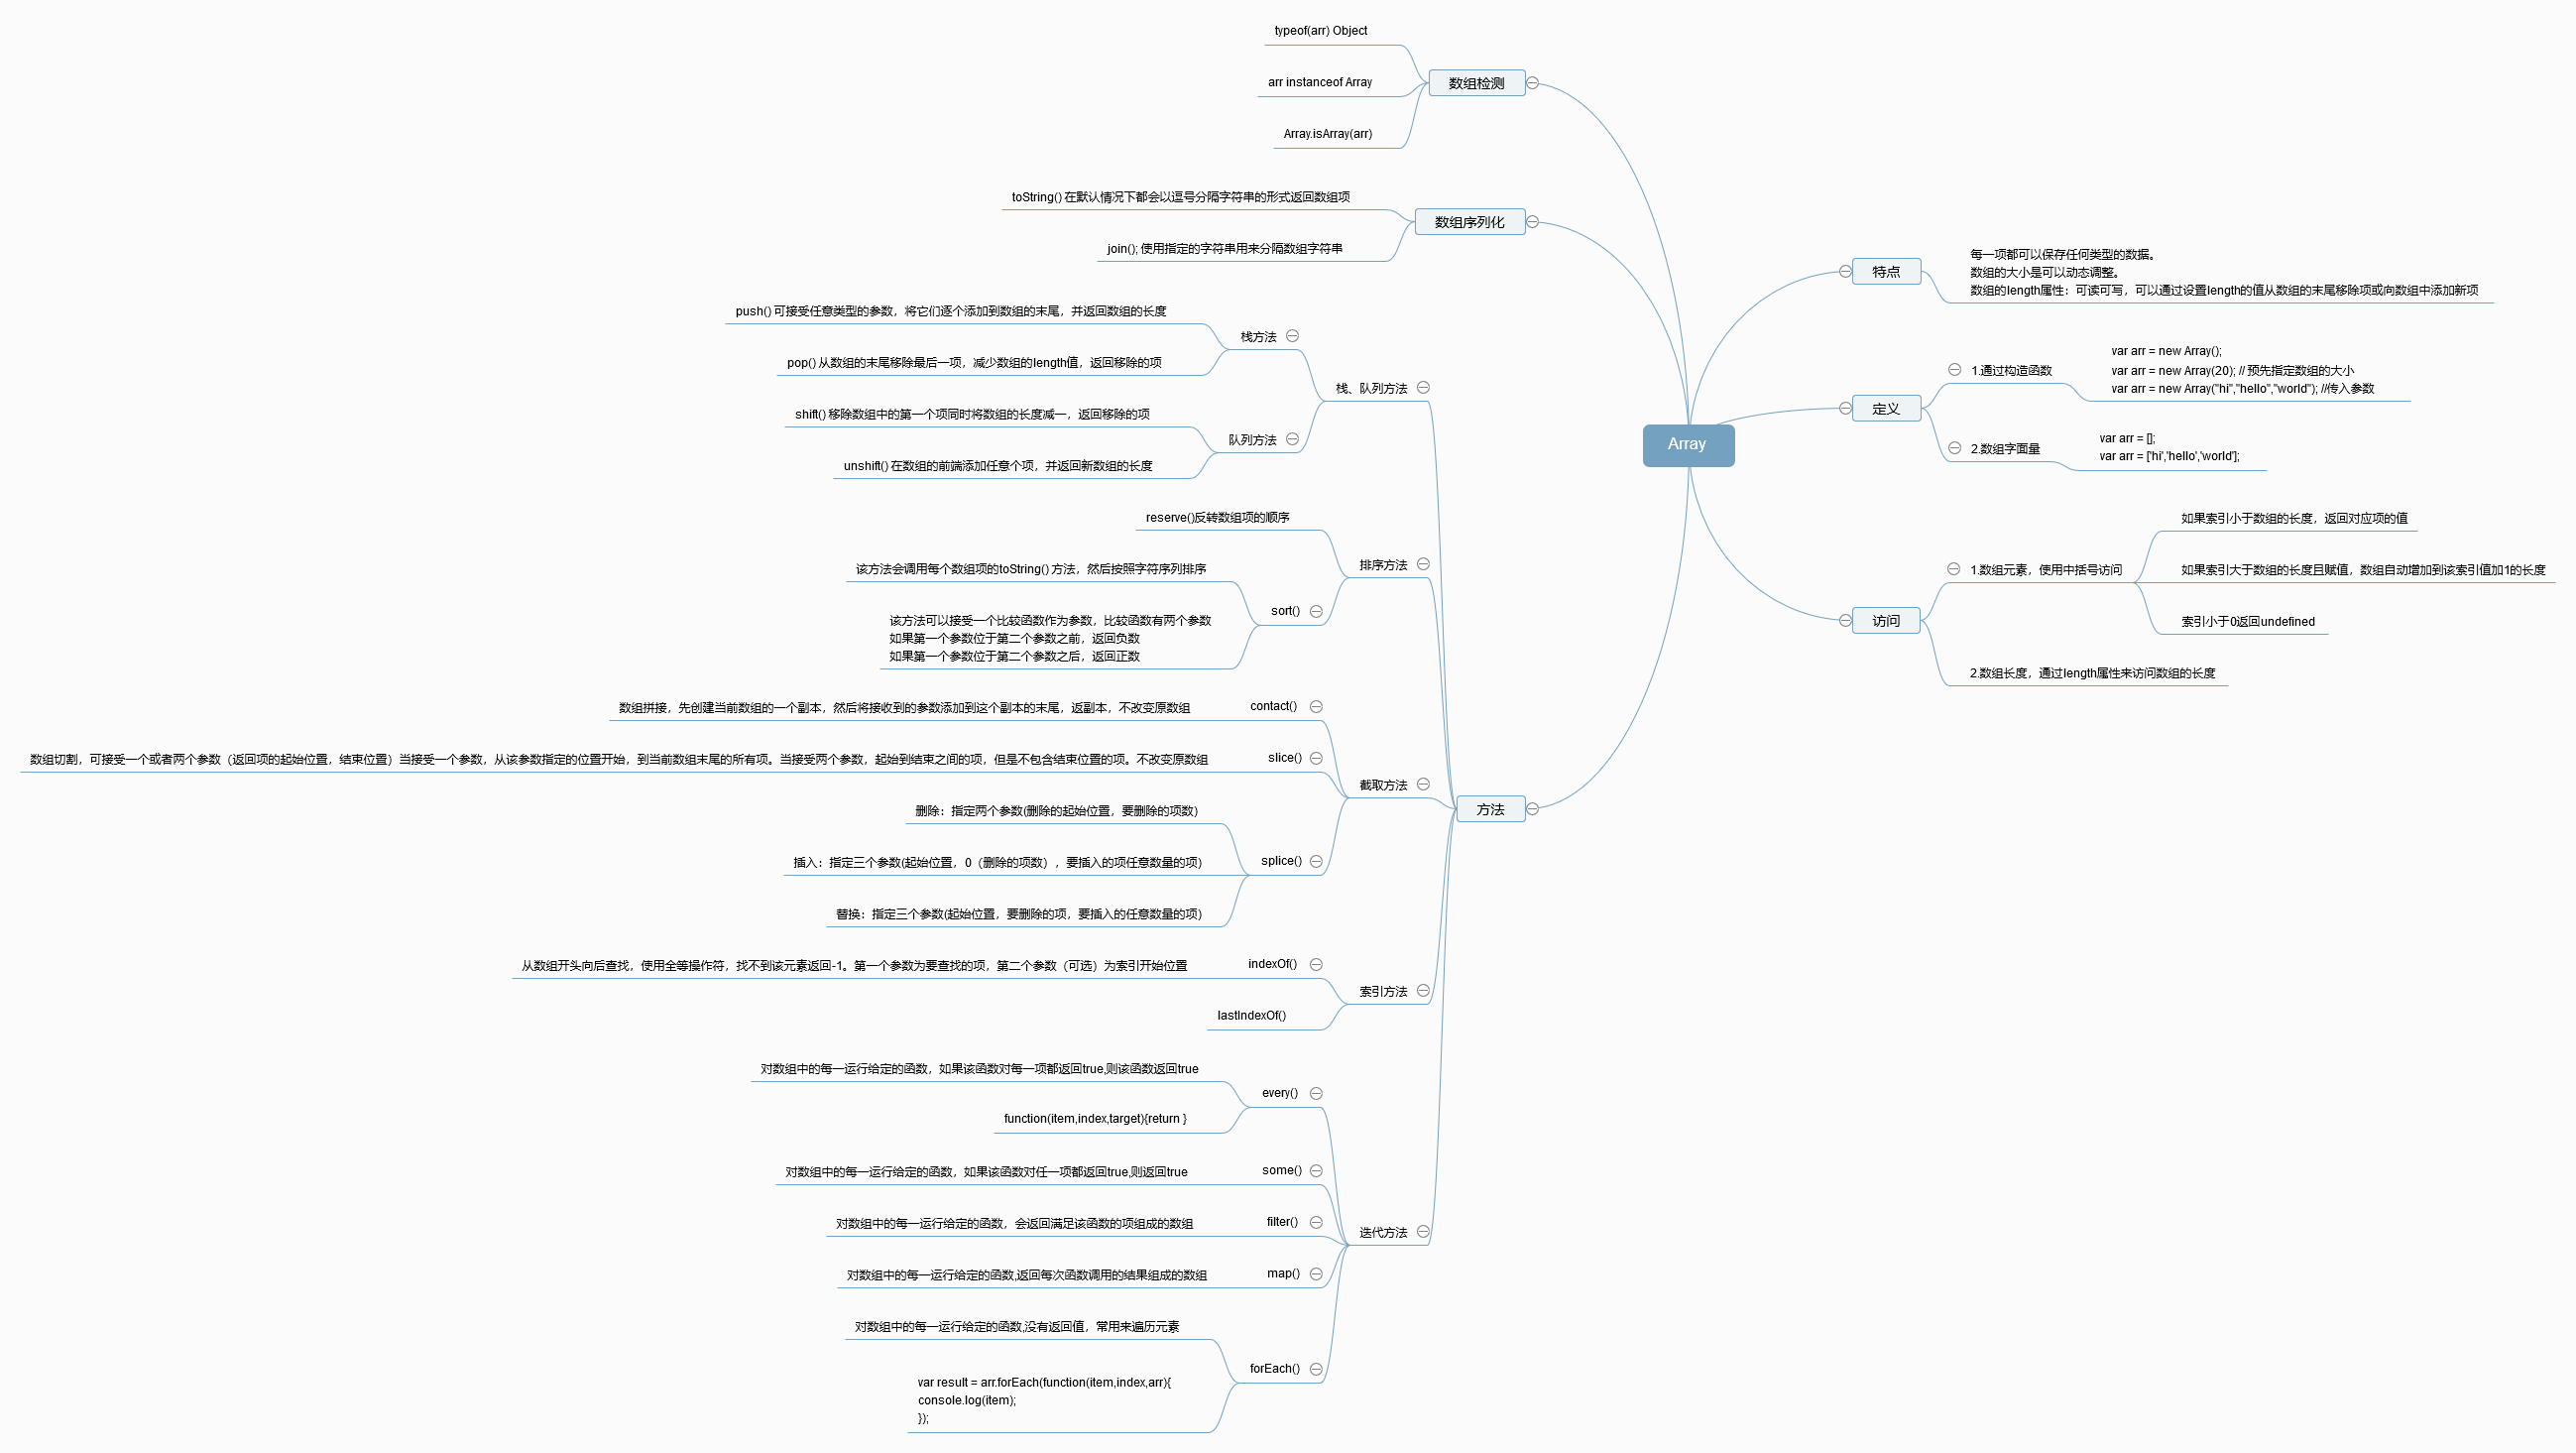 Array
特点
每一项都可以保存任何类型的数据。
数组的大小是可以动态调整。
数组的length属性：可读可写，可以通过设置length的值从数组的末尾移除项或向数组中添加新项
定义
1.通过构造函数
var arr = new Array();
var arr = new Array(20); // 预先指定数组的大小
var arr = new Array("hi","hello","world"); //传入参数
2.数组字面量
var arr = [];
var arr = ['hi','hello','world'];
访问
1.数组元素，使用中括号访问
如果索引小于数组的长度，返回对应项的值
如果索引大于数组的长度且赋值，数组自动增加到该索引值加1的长度
索引小于0返回undefined
2.数组长度，通过length属性来访问数组的长度
数组检测
typeof(arr) Object
arr instanceof Array
Array.isArray(arr)
数组序列化
toString() 在默认情况下都会以逗号分隔字符串的形式返回数组项
join(); 使用指定的字符串用来分隔数组字符串
方法
栈、队列方法
栈方法
push() 可接受任意类型的参数，将它们逐个添加到数组的末尾，并返回数组的长度
pop() 从数组的末尾移除最后一项，减少数组的length值，返回移除的项
队列方法
shift() 移除数组中的第一个项同时将数组的长度减一，返回移除的项
unshift() 在数组的前端添加任意个项，并返回新数组的长度
排序方法
reserve()反转数组项的顺序
sort()
该方法会调用每个数组项的toString() 方法，然后按照字符序列排序
该方法可以接受一个比较函数作为参数，比较函数有两个参数
如果第一个参数位于第二个参数之前，返回负数
如果第一个参数位于第二个参数之后，返回正数
截取方法
contact()
数组拼接，先创建当前数组的一个副本，然后将接收到的参数添加到这个副本的末尾，返副本，不改变原数组
slice()
数组切割，可接受一个或者两个参数（返回项的起始位置，结束位置）当接受一个参数，从该参数指定的位置开始，到当前数组末尾的所有项。当接受两个参数，起始到结束之间的项，但是不包含结束位置的项。不改变原数组
splice()
删除：指定两个参数(删除的起始位置，要删除的项数)
插入：指定三个参数(起始位置，0（删除的项数），要插入的项任意数量的项)
替换：指定三个参数(起始位置，要删除的项，要插入的任意数量的项)
索引方法
indexOf()
从数组开头向后查找，使用全等操作符，找不到该元素返回-1。第一个参数为要查找的项，第二个参数（可选）为索引开始位置
lastIndexOf()
迭代方法
every()
对数组中的每一运行给定的函数，如果该函数对每一项都返回true,则该函数返回true
function(item,index,target){return }
some()
对数组中的每一运行给定的函数，如果该函数对任一项都返回true,则返回true
filter()
对数组中的每一运行给定的函数，会返回满足该函数的项组成的数组
map()
对数组中的每一运行给定的函数,返回每次函数调用的结果组成的数组
forEach()
对数组中的每一运行给定的函数,没有返回值，常用来遍历元素
var result = arr.forEach(function(item,index,arr){
console.log(item);
});